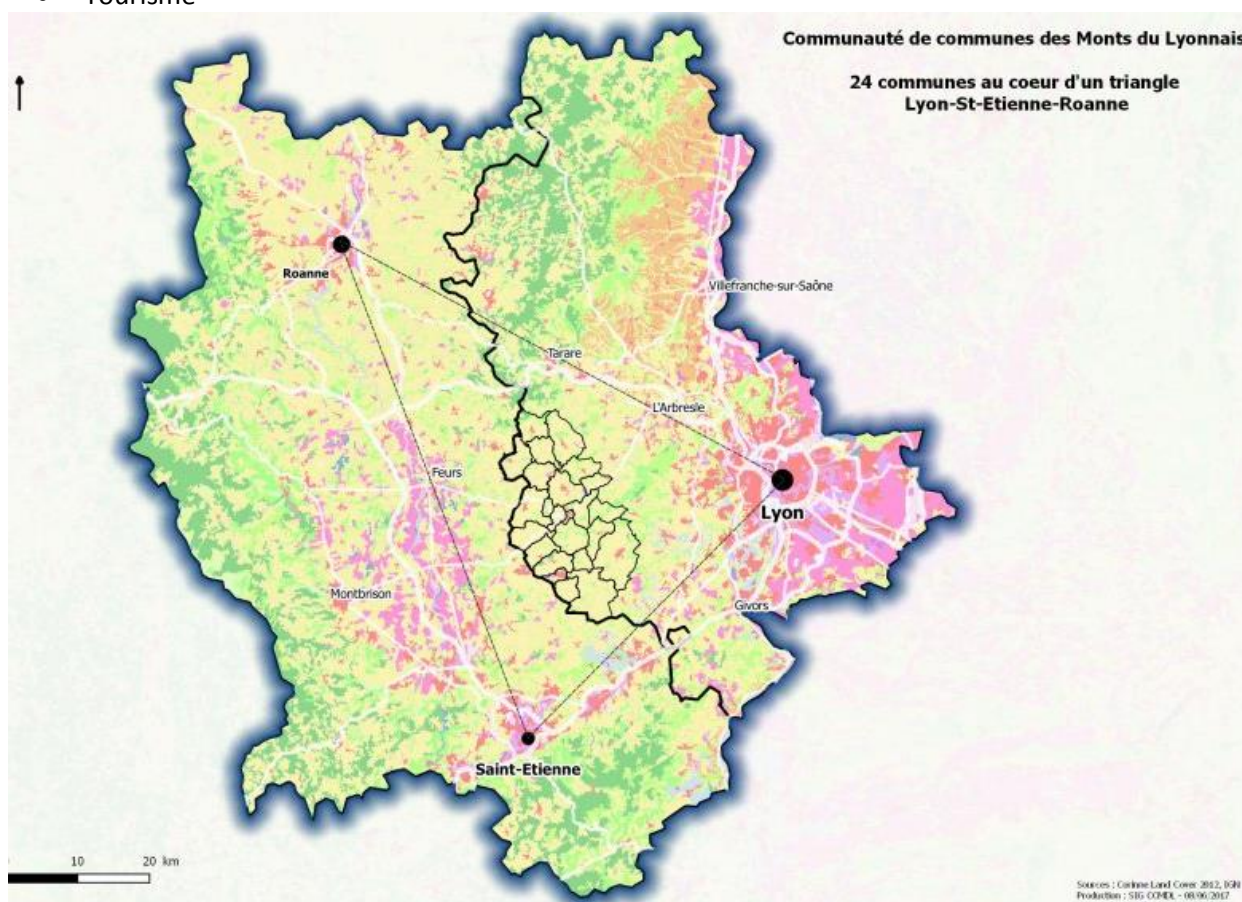 Tourisme
Communauté de communes des Monts du Lyonnais
24 communes au coeur d'un triangle
Lyon-St-Etienne-Roanne
Roanne
Villefranche-sur-Saône
Tarare
L'Arbresle
Feurs
Lyon
Montbrison
Givors
Saint-Etienne
10 20 km
Sources : Corinne Land Cover 2012, IGN
Production : SIG CCMDL - 08/06/2017